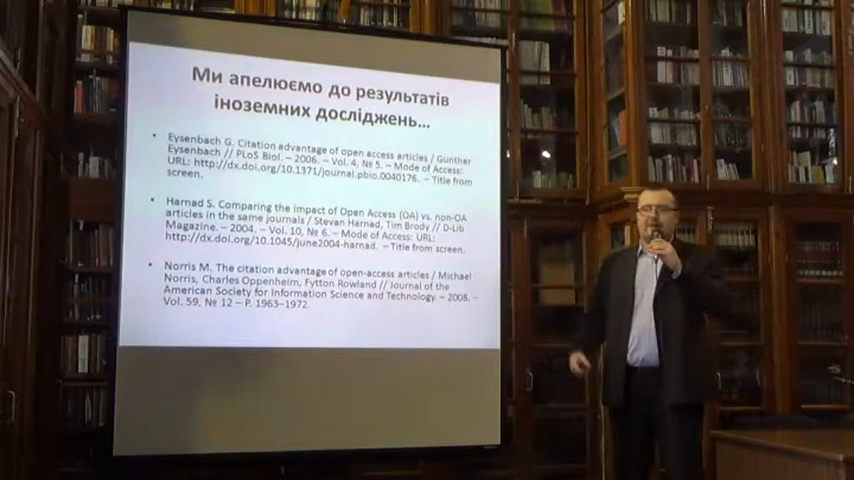 Ми апелюємо до результатів
іноземних досліджень...
• Eysenbach G. Citation advantage of open access articles / Gunther
Eysenbach // PLoS Biol. – 2006. – Vol. 4, № 5. – Mode of Access:
URL: http://dx.doi.org/10.1371/journal.pbio.0040176. – Title from
screen.
• Harnad S. Comparing the impact of Open Access (OA) vs. non-OA
articles in the same journals / Stevan Harnad, Tim Brody // D-Lib
Magazine. – 2004. – Vol. 10, № 6. – Mode of Access: URL:
http://dx.doi.org/10.1045/june2004-harnad. – Title from screen.
• Norris M. The citation advantage of open-access articles / Michael
Norris, Charles Oppenheim, Fytton Rowland // Journal of the
American Society for Information Science and Technology. – 2008. –
Vol. 59, № 12 – P. 1963–1972.